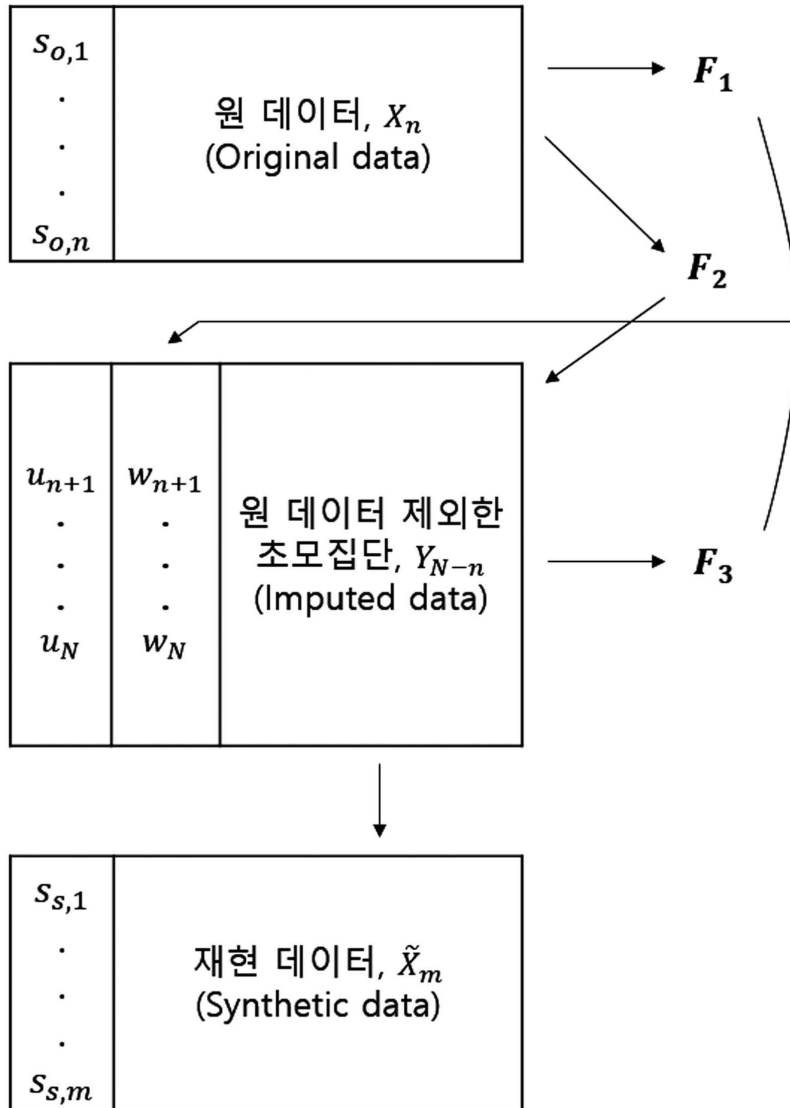 s_{o,1}
.
.
.
s_{o,n}
원 데이터, X_n
(Original data)
F_1
F_2
u_{n+1}
.
.
.
u_N
w_{n+1}
.
.
.
w_N
원 데이터 제외한
초모집단, Y_{N-n}
(Imputed data)
F_3
s_{s,1}
.
.
.
s_{s,m}
재현 데이터, X̃_m
(Synthetic data)